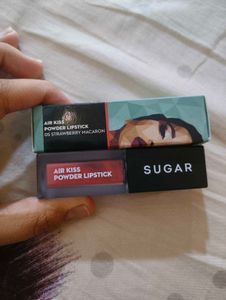 AIR KISS
POWDER LIPSTICK
05 STRAWBERRY MACARON
AIR KISS
POWDER LIPSTICK
SUGAR